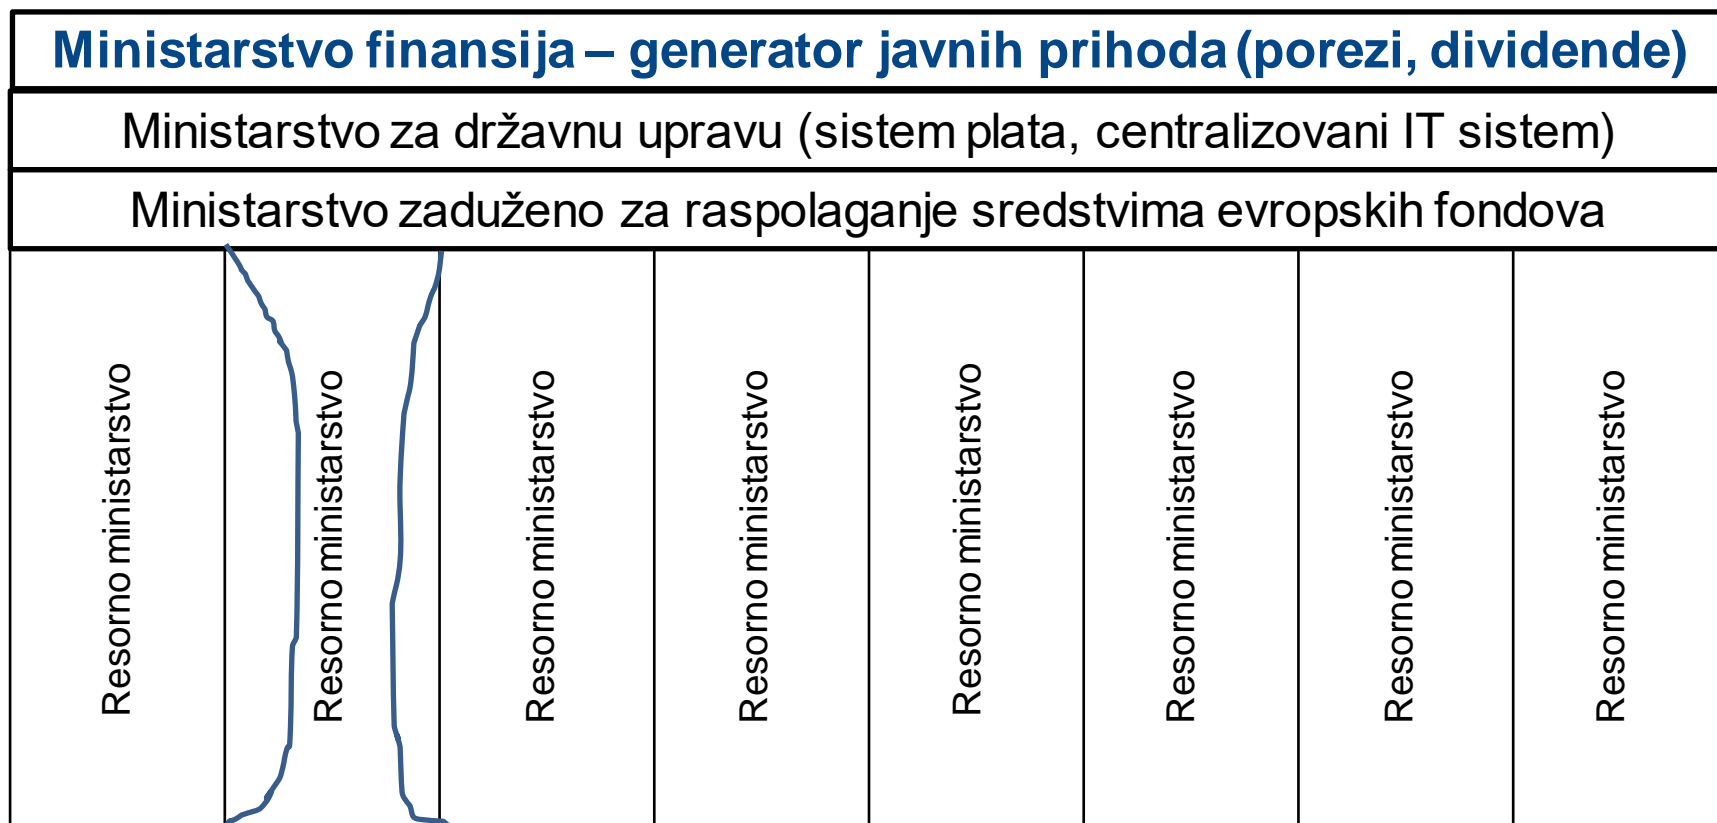 Ministarstvo finansija – generator javnih prihoda (porezi, dividende)
Ministarstvo za državnu upravu (sistem plata, centralizovani IT sistem)
Ministarstvo zaduženo za raspolaganje sredstvima evropskih fondova
Resorno ministarstvo
Resorno ministarstvo
Resorno ministarstvo
Resorno ministarstvo
Resorno ministarstvo
Resorno ministarstvo
Resorno ministarstvo
Resorno ministarstvo